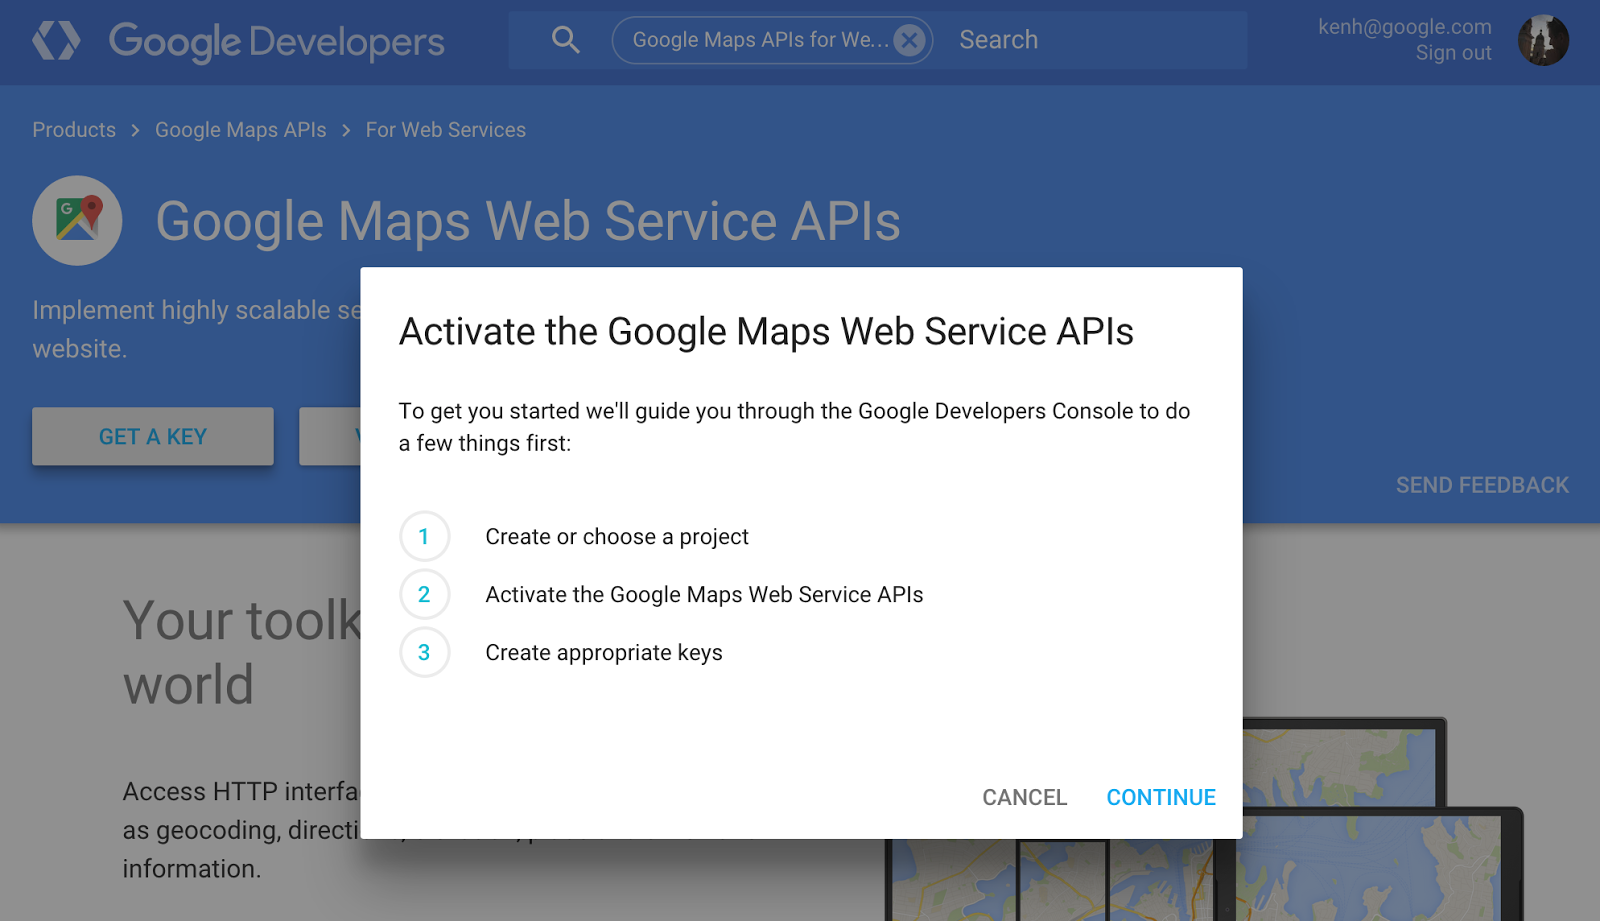 Google Developers
Google Maps APIs for We...
Search
kenh@google.com
Sign out
Products > Google Maps APIs > For Web Services
G
Google Maps Web Service APIs
Implement highly scalable se
website.
GET A KEY
SEND FEEDBACK
Activate the Google Maps Web Service APIs
To get you started we'll guide you through the Google Developers Console to do
a few things first:
1 Create or choose a project
2 Activate the Google Maps Web Service APIs
3 Create appropriate keys
CANCEL CONTINUE
Your toolk
world
Access HTTP interfa
as geocoding, directi
information.